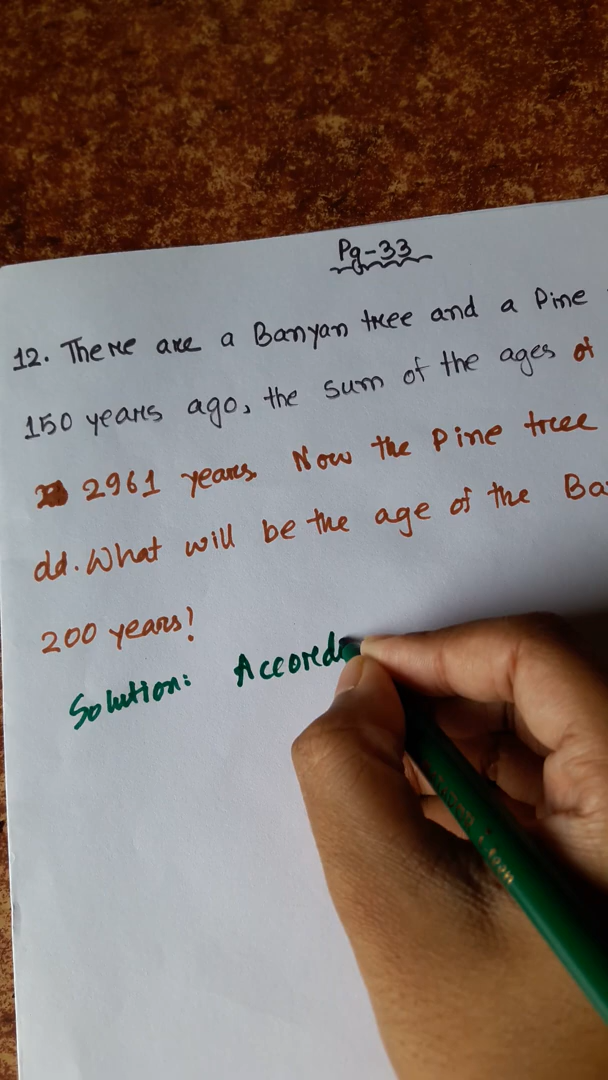 Pg-33
12. There are a Banyan tree and a Pine
150 years ago, the sum of the ages of
2961 years. Now the Pine tree
dd. What will be the age of the Ba
200 years?
Solution: Accord